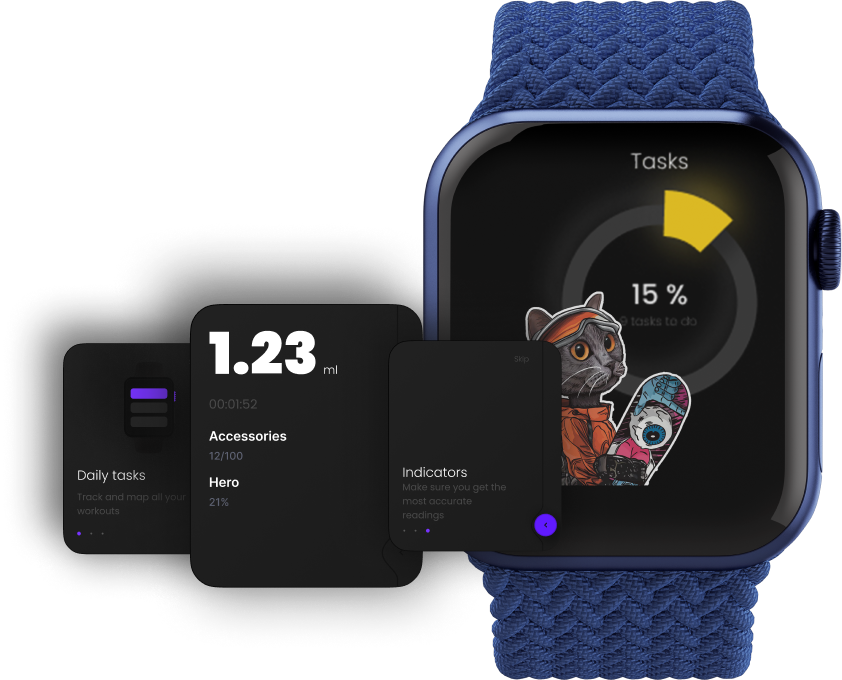 Tasks
15 %
9 tasks to do
1.23 ml
00:01:52
Accessories
12/100
Hero
21%
Daily tasks
Track and map all your
workouts
Skip
Indicators
Make sure you get the
most accurate
readings